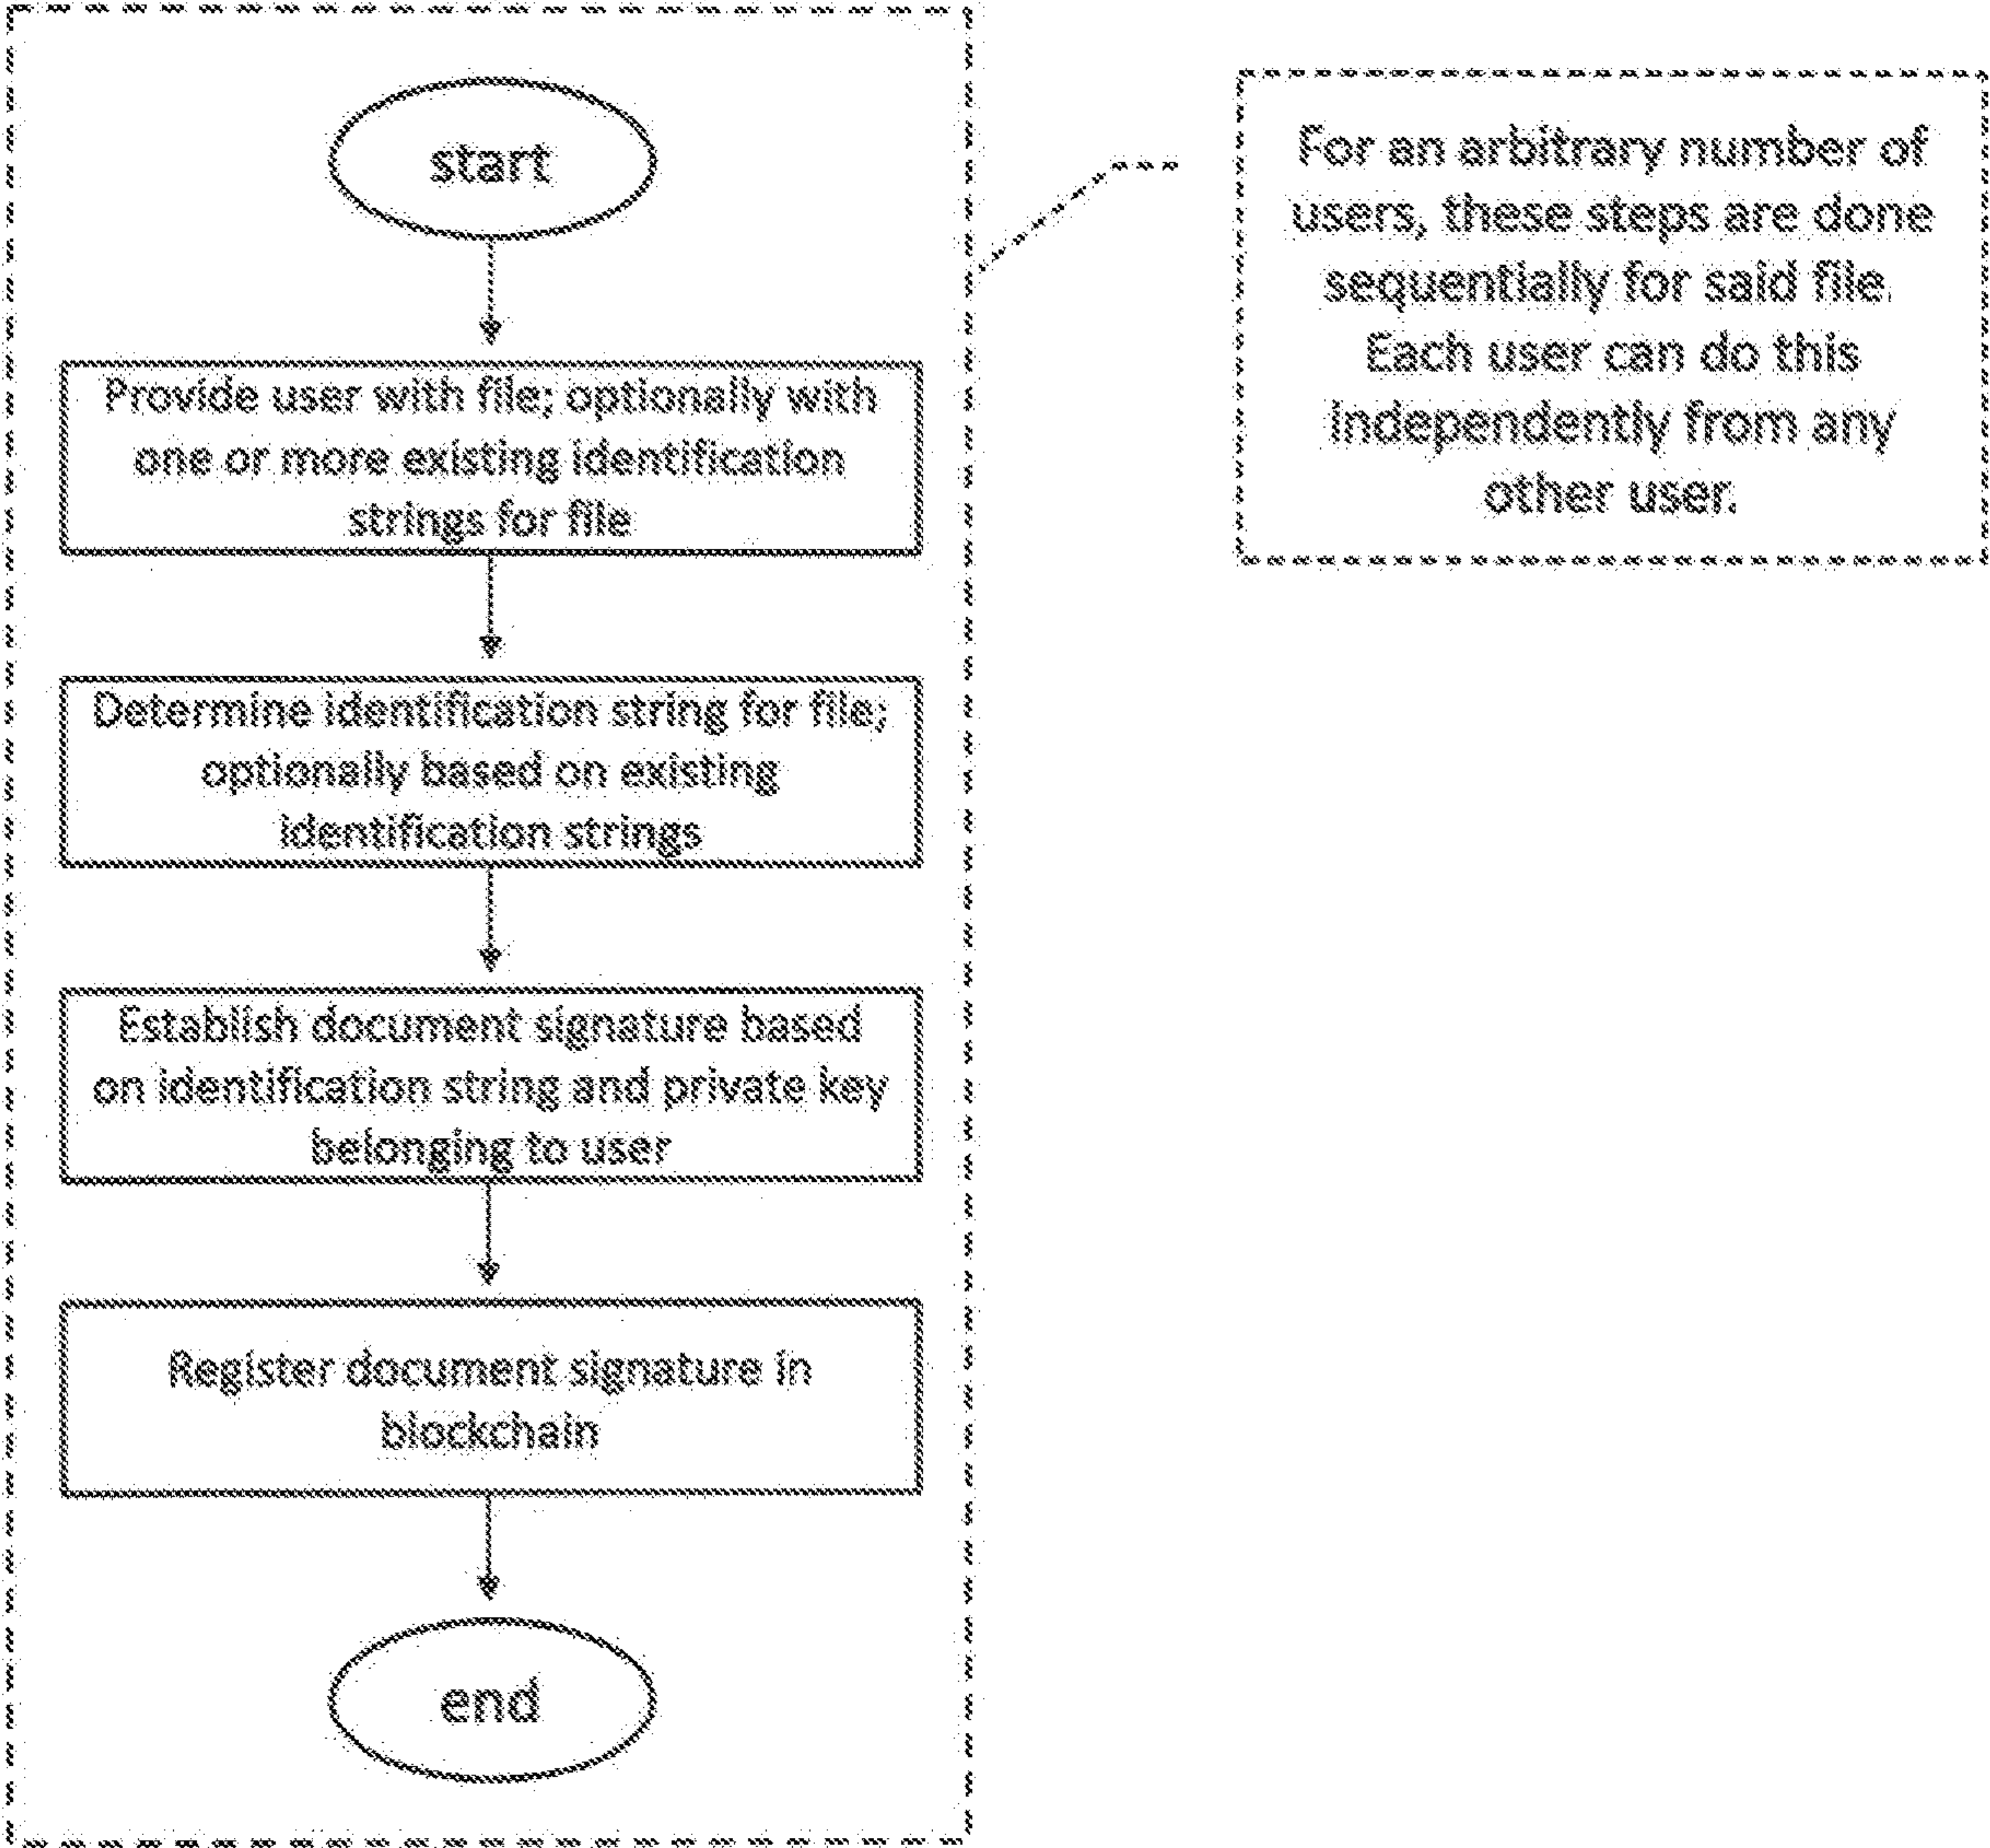 start
Provide user with file; optionally with
one or more existing identification
strings for file
Determine identification string for file;
optionally based on existing
identification strings
Establish document signature based
on identification string and private key
belonging to user
Register document signature in
blockchain
end
For an arbitrary number of
users, these steps are done
sequentially for said file.
Each user can do this
independently from any
other user.